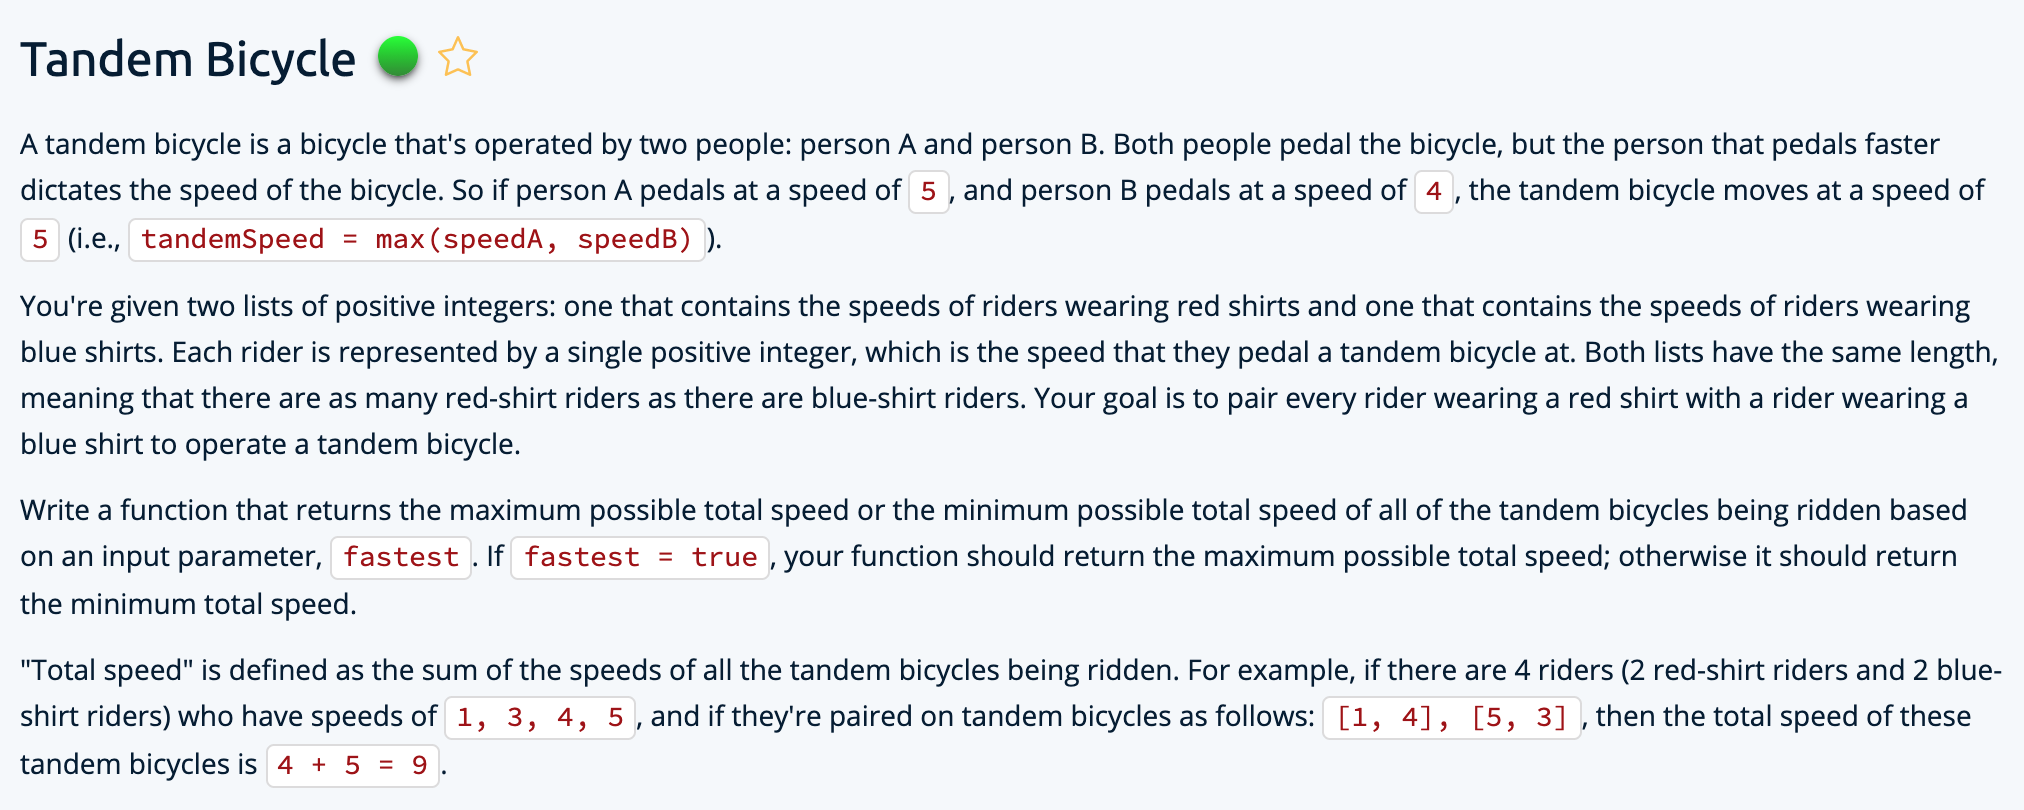 Tandem Bicycle
A tandem bicycle is a bicycle that's operated by two people: person A and person B. Both people pedal the bicycle, but the person that pedals faster
dictates the speed of the bicycle. So if person A pedals at a speed of 5, and person B pedals at a speed of 4, the tandem bicycle moves at a speed of
5 (i.e., tandemSpeed = max(speedA, speedB)).
You're given two lists of positive integers: one that contains the speeds of riders wearing red shirts and one that contains the speeds of riders wearing
blue shirts. Each rider is represented by a single positive integer, which is the speed that they pedal a tandem bicycle at. Both lists have the same length,
meaning that there are as many red-shirt riders as there are blue-shirt riders. Your goal is to pair every rider wearing a red shirt with a rider wearing a
blue shirt to operate a tandem bicycle.
Write a function that returns the maximum possible total speed or the minimum possible total speed of all of the tandem bicycles being ridden based
on an input parameter, fastest. If fastest = true, your function should return the maximum possible total speed; otherwise it should return
the minimum total speed.
"Total speed" is defined as the sum of the speeds of all the tandem bicycles being ridden. For example, if there are 4 riders (2 red-shirt riders and 2 blue-
shirt riders) who have speeds of 1, 3, 4, 5, and if they're paired on tandem bicycles as follows: [1, 4], [5, 3], then the total speed of these
tandem bicycles is 4 + 5 = 9.